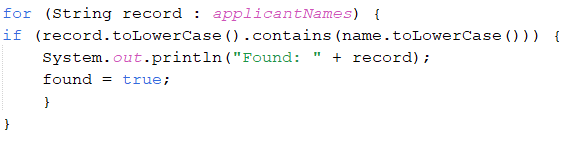 for (String record : applicantNames) {
if (record.toLowerCase().contains(name.toLowerCase())) {
    System.out.println("Found: " + record);
    found = true;
    }
}